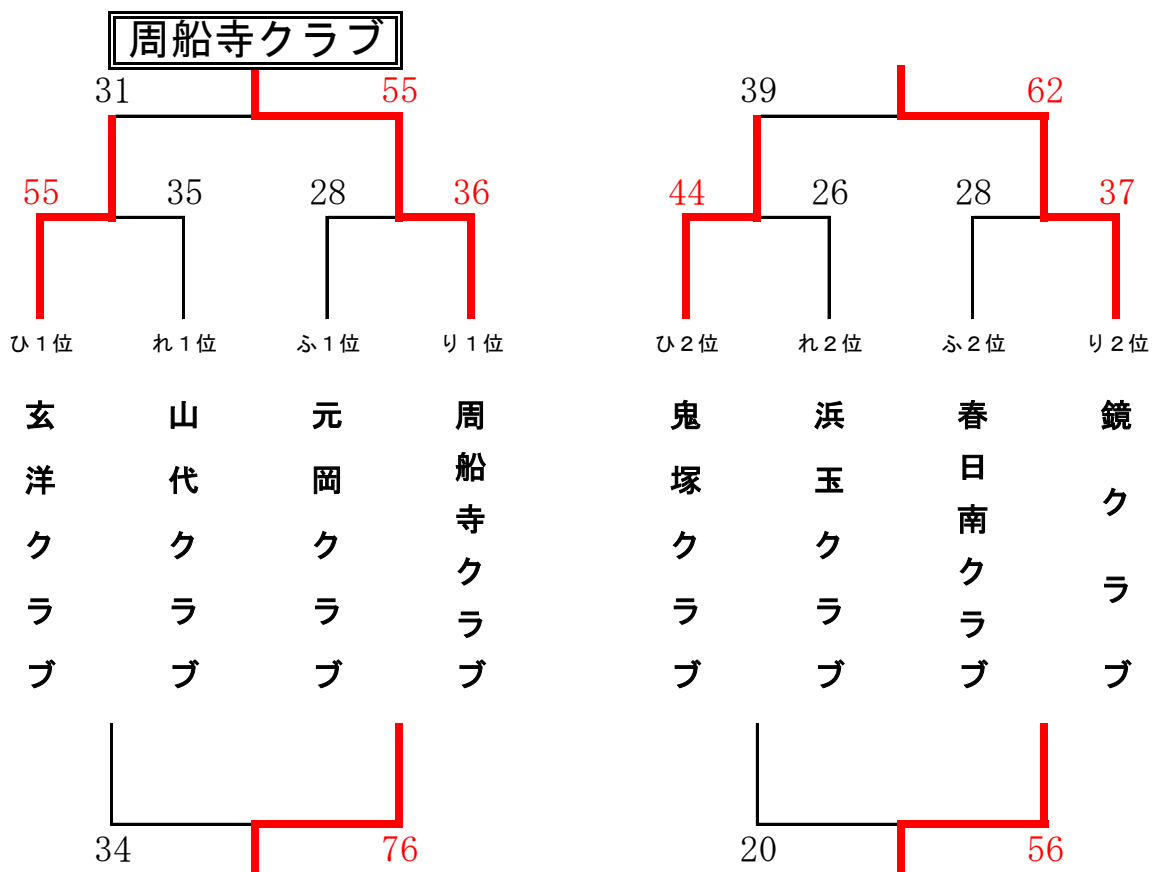 周船寺クラブ
31 55 39 62
55 35 28 36 44 26 28 37
ひ1位 れ1位 ふ1位 り1位 ひ2位 れ2位 ふ2位 り2位
玄洋クラブ
山代クラブ
元岡クラブ
周船寺クラブ
鬼塚クラブ
浜玉クラブ
春日南クラブ
鏡クラブ
34 76 20 56